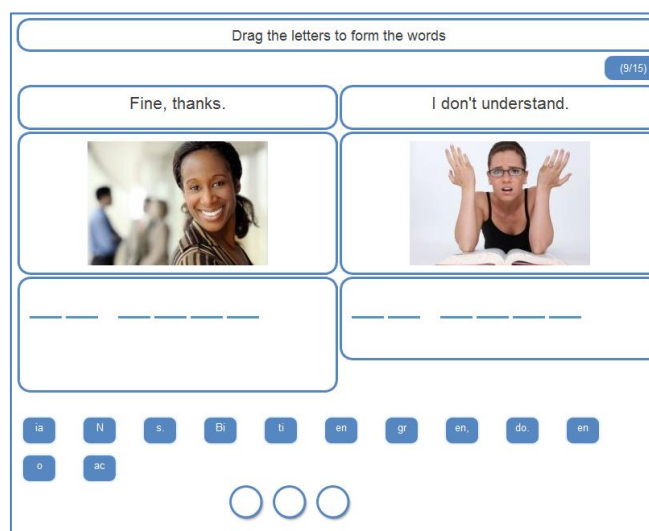 Drag the letters to form the words
(9/15)
Fine, thanks.
I don't understand.
ia N s. Bi ti en gr en, do. en
o ac